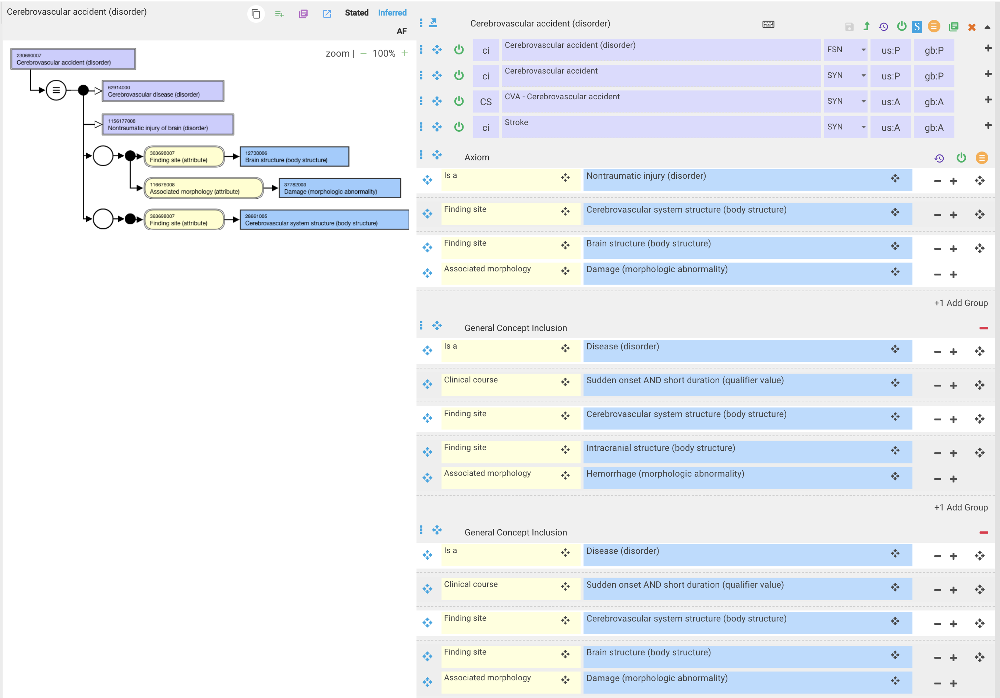 Cerebrovascular accident (disorder)
Stated
Inferred
AF
zoom | − 100% +
230690007
Cerebrovascular accident (disorder)
62914000
Cerebrovascular disease (disorder)
1156177008
Nontraumatic injury of brain (disorder)
363698007
Finding site (attribute)
12738006
Brain structure (body structure)
116676008
Associated morphology (attribute)
37782003
Damage (morphologic abnormality)
363698007
Finding site (attribute)
28661005
Cerebrovascular system structure (body structure)
Cerebrovascular accident (disorder)
S
ci Cerebrovascular accident (disorder) FSN us:P gb:P
ci Cerebrovascular accident SYN us:P gb:P
CS CVA - Cerebrovascular accident SYN us:A gb:A
ci Stroke SYN us:A gb:A
Axiom
Is a Nontraumatic injury (disorder)
Finding site Cerebrovascular system structure (body structure)
Finding site Brain structure (body structure)
Associated morphology Damage (morphologic abnormality)
+1 Add Group
General Concept Inclusion
Is a Disease (disorder)
Clinical course Sudden onset AND short duration (qualifier value)
Finding site Cerebrovascular system structure (body structure)
Finding site Intracranial structure (body structure)
Associated morphology Hemorrhage (morphologic abnormality)
+1 Add Group
General Concept Inclusion
Is a Disease (disorder)
Clinical course Sudden onset AND short duration (qualifier value)
Finding site Cerebrovascular system structure (body structure)
Finding site Brain structure (body structure)
Associated morphology Damage (morphologic abnormality)